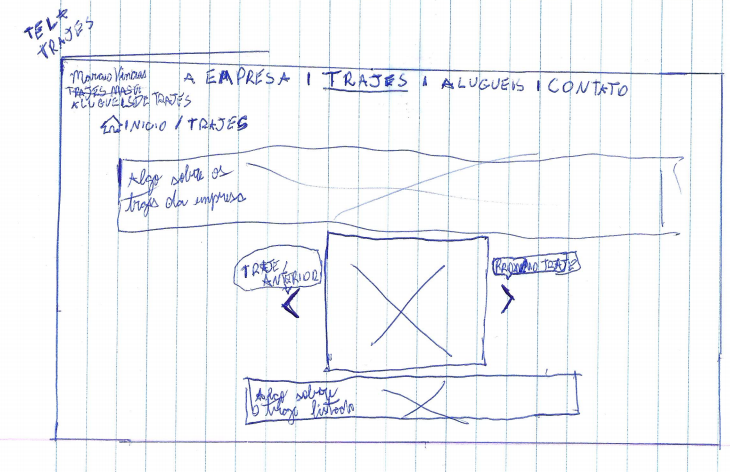 TELA
TRAJES
Marcus Vinicius
TRAJES MASC.
ALUGUEIS DE TRAJES
A EMPRESA | TRAJES | ALUGUEIS | CONTATO
INICIO / TRAJES
Algo sobre os
trajes da empresa
TRAJE
ANTERIOR
<
TRAJE
>
Algo sobre
o traje listado